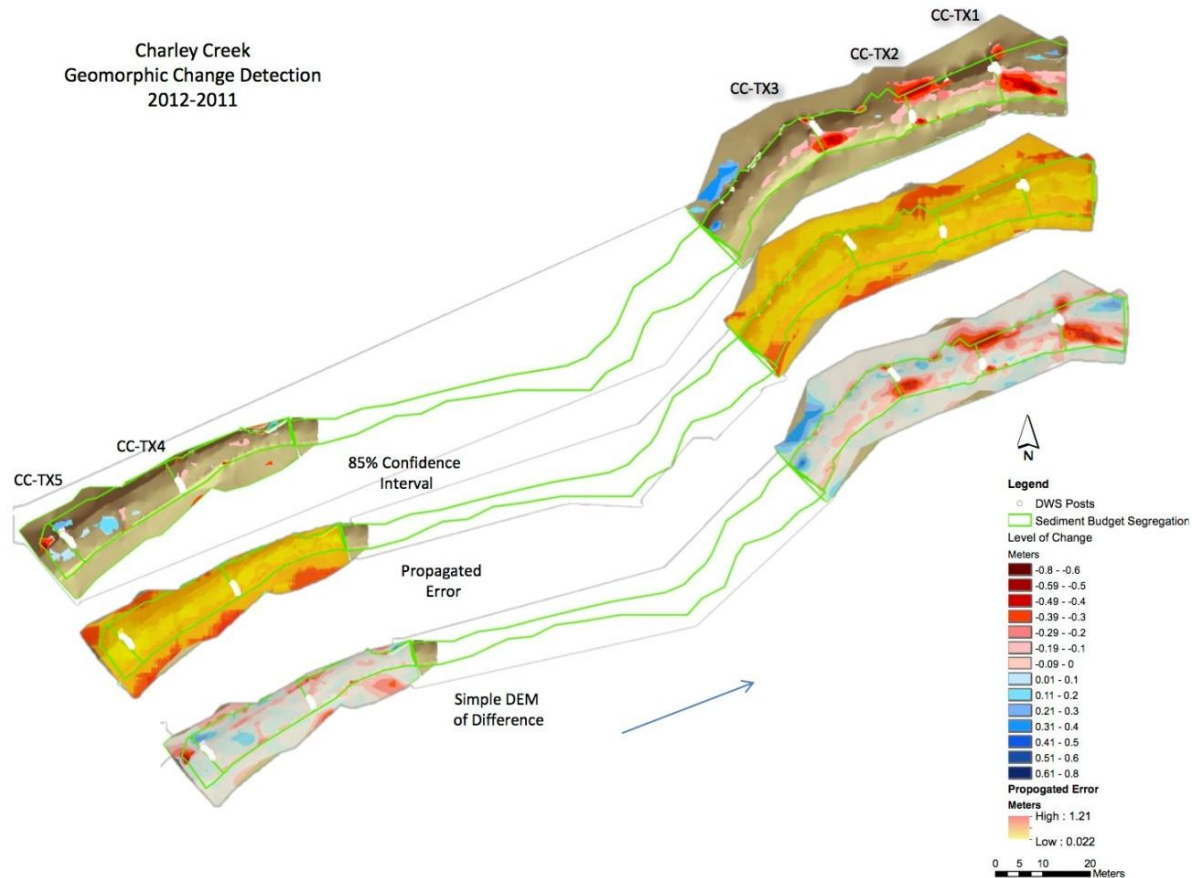 Charley Creek
Geomorphic Change Detection
2012-2011
CC-TX1
CC-TX2
CC-TX3
CC-TX4
CC-TX5
85% Confidence
Interval
Propagated
Error
Simple DEM
of Difference
N
Legend
DWS Posts
Sediment Budget Segregation
Level of Change
Meters
-0.8 - -0.6
-0.59 - -0.5
-0.49 - -0.4
-0.39 - -0.3
-0.29 - -0.2
-0.19 - -0.1
-0.09 - 0
0.01 - 0.1
0.11 - 0.2
0.21 - 0.3
0.31 - 0.4
0.41 - 0.5
0.51 - 0.6
0.61 - 0.8
Propogated Error
Meters
High : 1.21
Low : 0.022
0 5 10 20
Meters